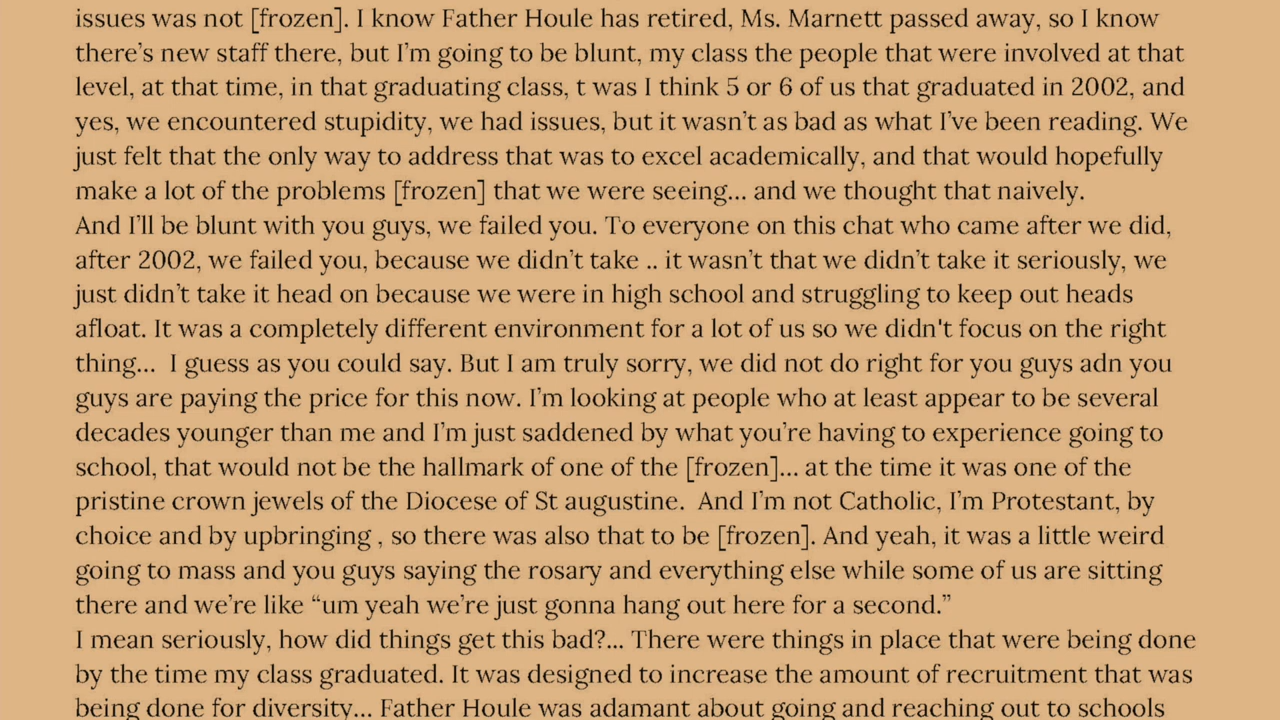 issues was not [frozen]. I know Father Houle has retired, Ms. Marnett passed away, so I know
there's new staff there, but I'm going to be blunt, my class the people that were involved at that
level, at that time, in that graduating class, t was I think 5 or 6 of us that graduated in 2002, and
yes, we encountered stupidity, we had issues, but it wasn't as bad as what I've been reading. We
just felt that the only way to address that was to excel academically, and that would hopefully
make a lot of the problems [frozen] that we were seeing... and we thought that naively.
And I'll be blunt with you guys, we failed you. To everyone on this chat who came after we did,
after 2002, we failed you, because we didn't take .. it wasn't that we didn't take it seriously, we
just didn't take it head on because we were in high school and struggling to keep out heads
afloat. It was a completely different environment for a lot of us so we didn't focus on the right
thing...  I guess as you could say. But I am truly sorry, we did not do right for you guys adn you
guys are paying the price for this now. I'm looking at people who at least appear to be several
decades younger than me and I'm just saddened by what you're having to experience going to
school, that would not be the hallmark of one of the [frozen]... at the time it was one of the
pristine crown jewels of the Diocese of St augustine.  And I'm not Catholic, I'm Protestant, by
choice and by upbringing , so there was also that to be [frozen]. And yeah, it was a little weird
going to mass and you guys saying the rosary and everything else while some of us are sitting
there and we're like “um yeah we're just gonna hang out here for a second.”
I mean seriously, how did things get this bad?... There were things in place that were being done
by the time my class graduated. It was designed to increase the amount of recruitment that was
being done for diversity... Father Houle was adamant about going and reaching out to schools